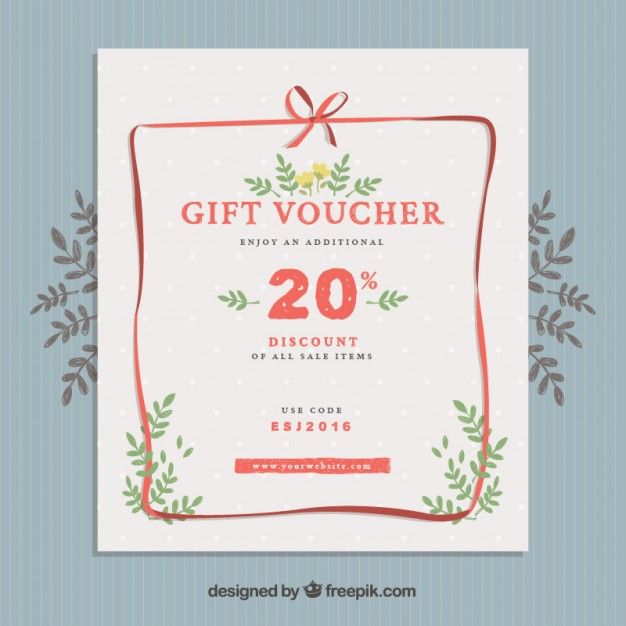 GIFT VOUCHER
ENJOY AN ADDITIONAL
20%
DISCOUNT
OF ALL SALE ITEMS
USE CODE
ESJ2016
www.yourwebsite.com
designed by freepik.com